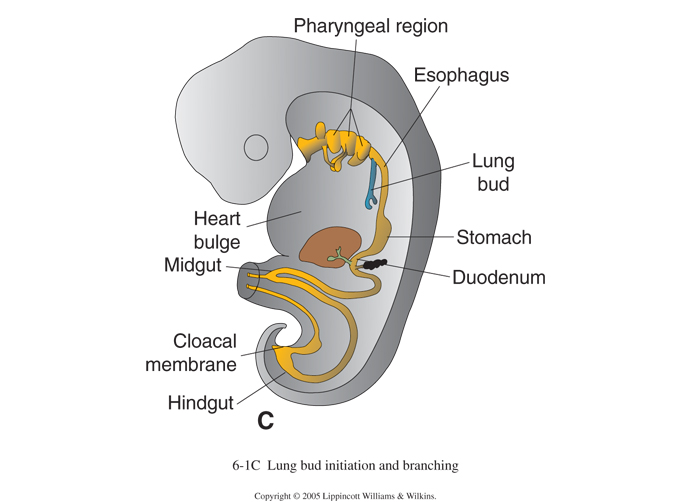 Pharyngeal region
Esophagus
Lung
bud
Heart
bulge
Stomach
Midgut
Duodenum
Cloacal
membrane
Hindgut
C
6-1C Lung bud initiation and branching
Copyright © 2005 Lippincott Williams & Wilkins.